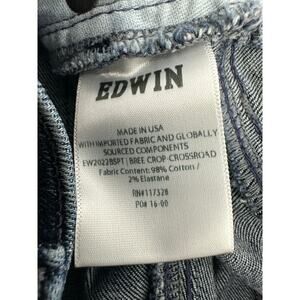 EDWIN
MADE IN USA
WITH IMPORTED FABRIC AND GLOBALLY
SOURCED COMPONENTS
EW2022BSPT | BREE CROP-CROSSROAD
Fabric Content: 98% Cotton /
2% Elastane
RN#117328
PO# 16-00